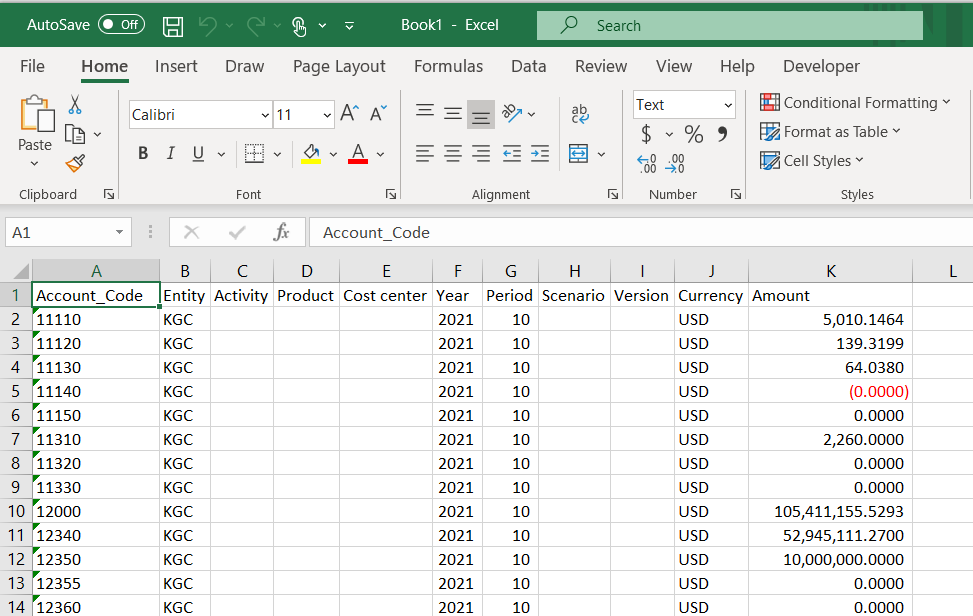 AutoSave Off Book1 - Excel Search
File Home Insert Draw Page Layout Formulas Data Review View Help Developer
Calibri 11 A A ab Text Conditional Formatting
Paste $ % 9 Format as Table
B I U A .00 .00 Cell Styles
Clipboard Font Alignment Number Styles
A1 fx Account_Code
A B C D E F G H I J K L
1 Account_Code Entity Activity Product Cost center Year Period Scenario Version Currency Amount
2 11110 KGC 2021 10 USD 5,010.1464
3 11120 KGC 2021 10 USD 139.3199
4 11130 KGC 2021 10 USD 64.0380
5 11140 KGC 2021 10 USD (0.0000)
6 11150 KGC 2021 10 USD 0.0000
7 11310 KGC 2021 10 USD 2,260.0000
8 11320 KGC 2021 10 USD 0.0000
9 11330 KGC 2021 10 USD 0.0000
10 12000 KGC 2021 10 USD 105,411,155.5293
11 12340 KGC 2021 10 USD 52,945,111.2700
12 12350 KGC 2021 10 USD 10,000,000.0000
13 12355 KGC 2021 10 USD 0.0000
14 12360 KGC 2021 10 USD 0.0000